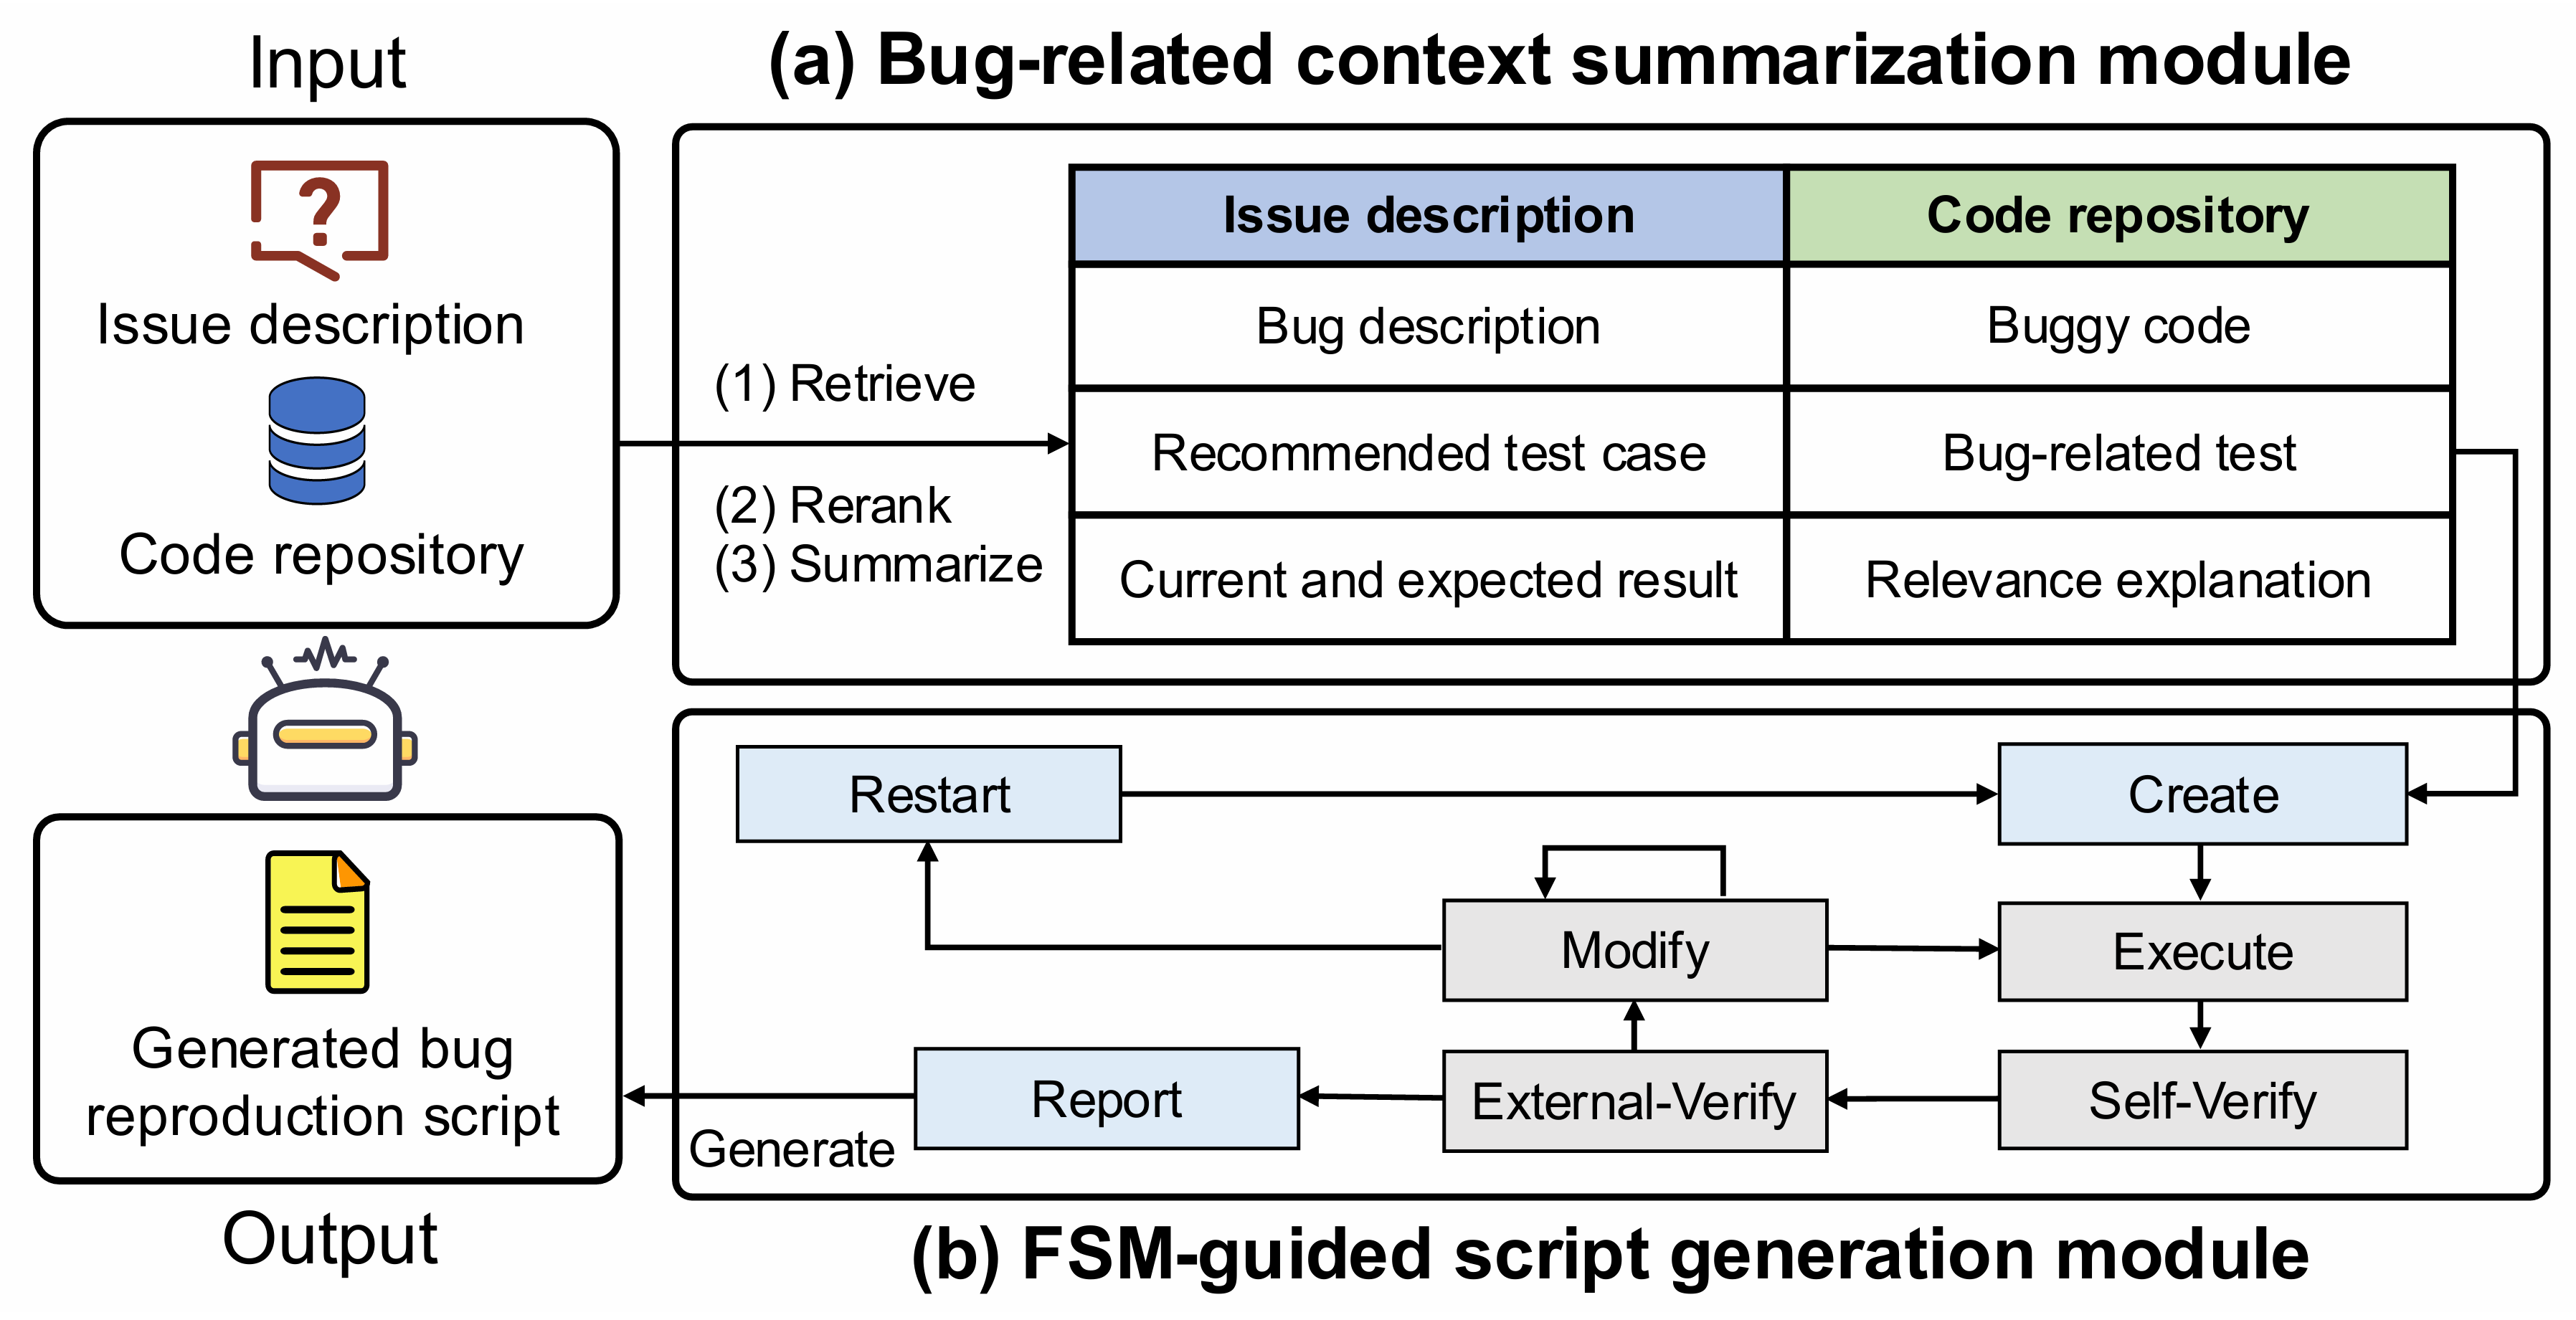 Input
Issue description
Code repository
(a) Bug-related context summarization module
(1) Retrieve
(2) Rerank
(3) Summarize
Issue description
Code repository
Bug description
Buggy code
Recommended test case
Bug-related test
Current and expected result
Relevance explanation
Restart
Create
Modify
Execute
Report
External-Verify
Self-Verify
Generate
Generated bug
reproduction script
Output
(b) FSM-guided script generation module